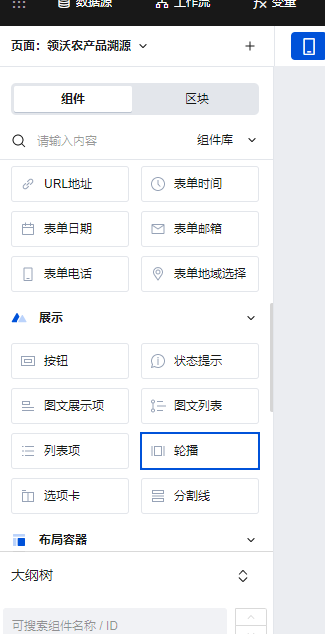 数据源 工作流 变量
页面：领沃农产品溯源
组件 区块
请输入内容 组件库
URL地址 表单时间
表单日期 表单邮箱
表单电话 表单地域选择
展示
按钮 状态提示
图文展示项 图文列表
列表项 轮播
选项卡 分割线
布局容器
大纲树
可搜索组件名称 / ID